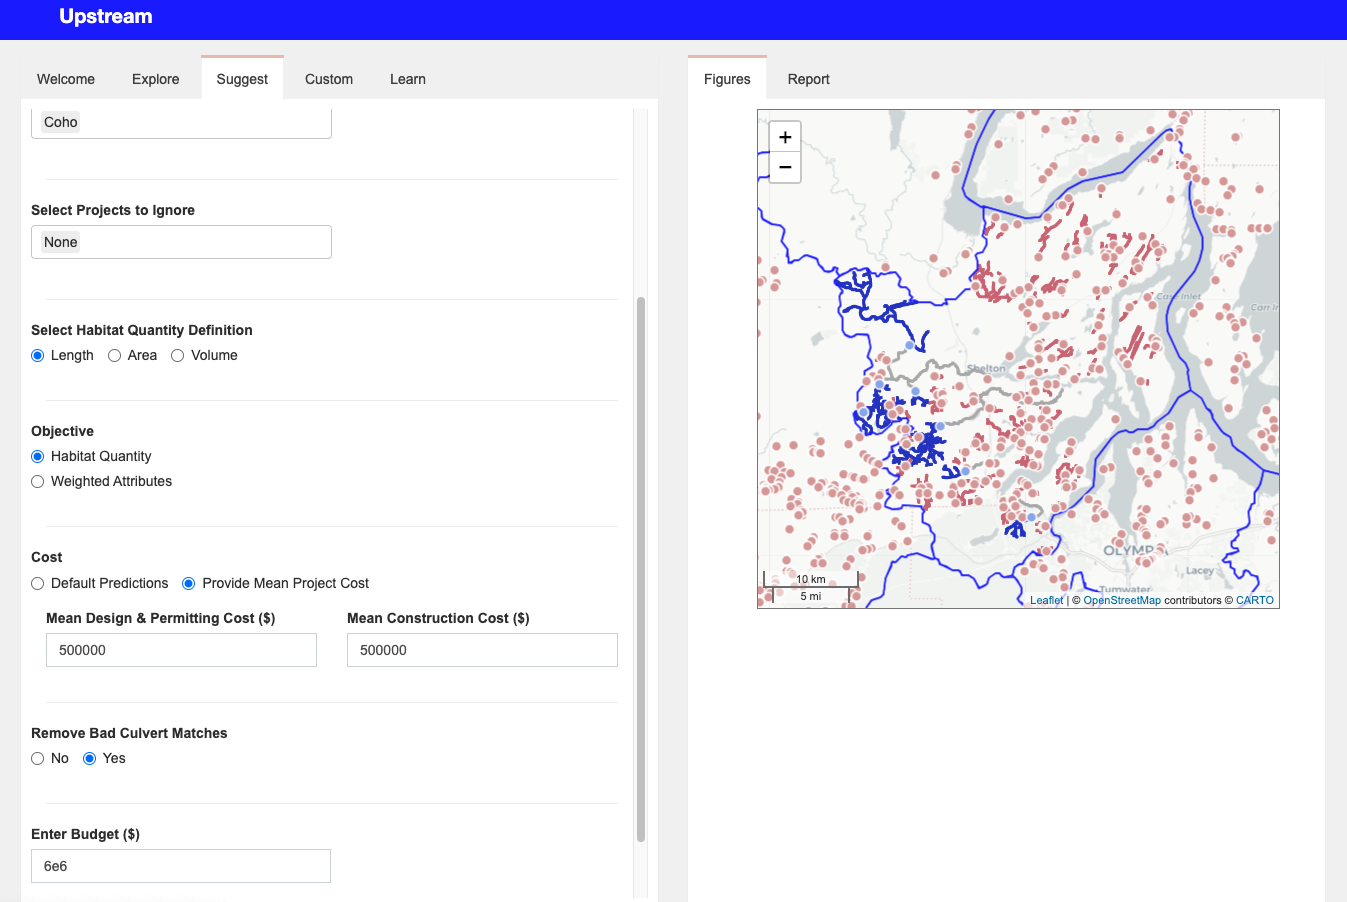 Upstream
Welcome Explore Suggest Custom Learn
Coho
Select Projects to Ignore
None
Select Habitat Quantity Definition
Length Area Volume
Objective
Habitat Quantity
Weighted Attributes
Cost
Default Predictions Provide Mean Project Cost
Mean Design & Permitting Cost ($) Mean Construction Cost ($)
500000 500000
Remove Bad Culvert Matches
No Yes
Enter Budget ($)
6e6
Figures Report
+
−
Case Inlet
Carr In
Shelton
OLYMPIA
Lacey
Tumwater
10 km
5 mi
Leaflet | © OpenStreetMap contributors © CARTO